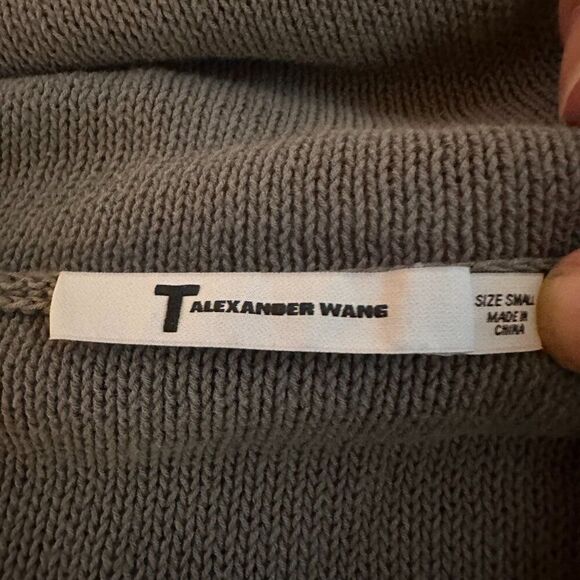 T ALEXANDER WANG
SIZE SMALL
MADE IN
CHINA